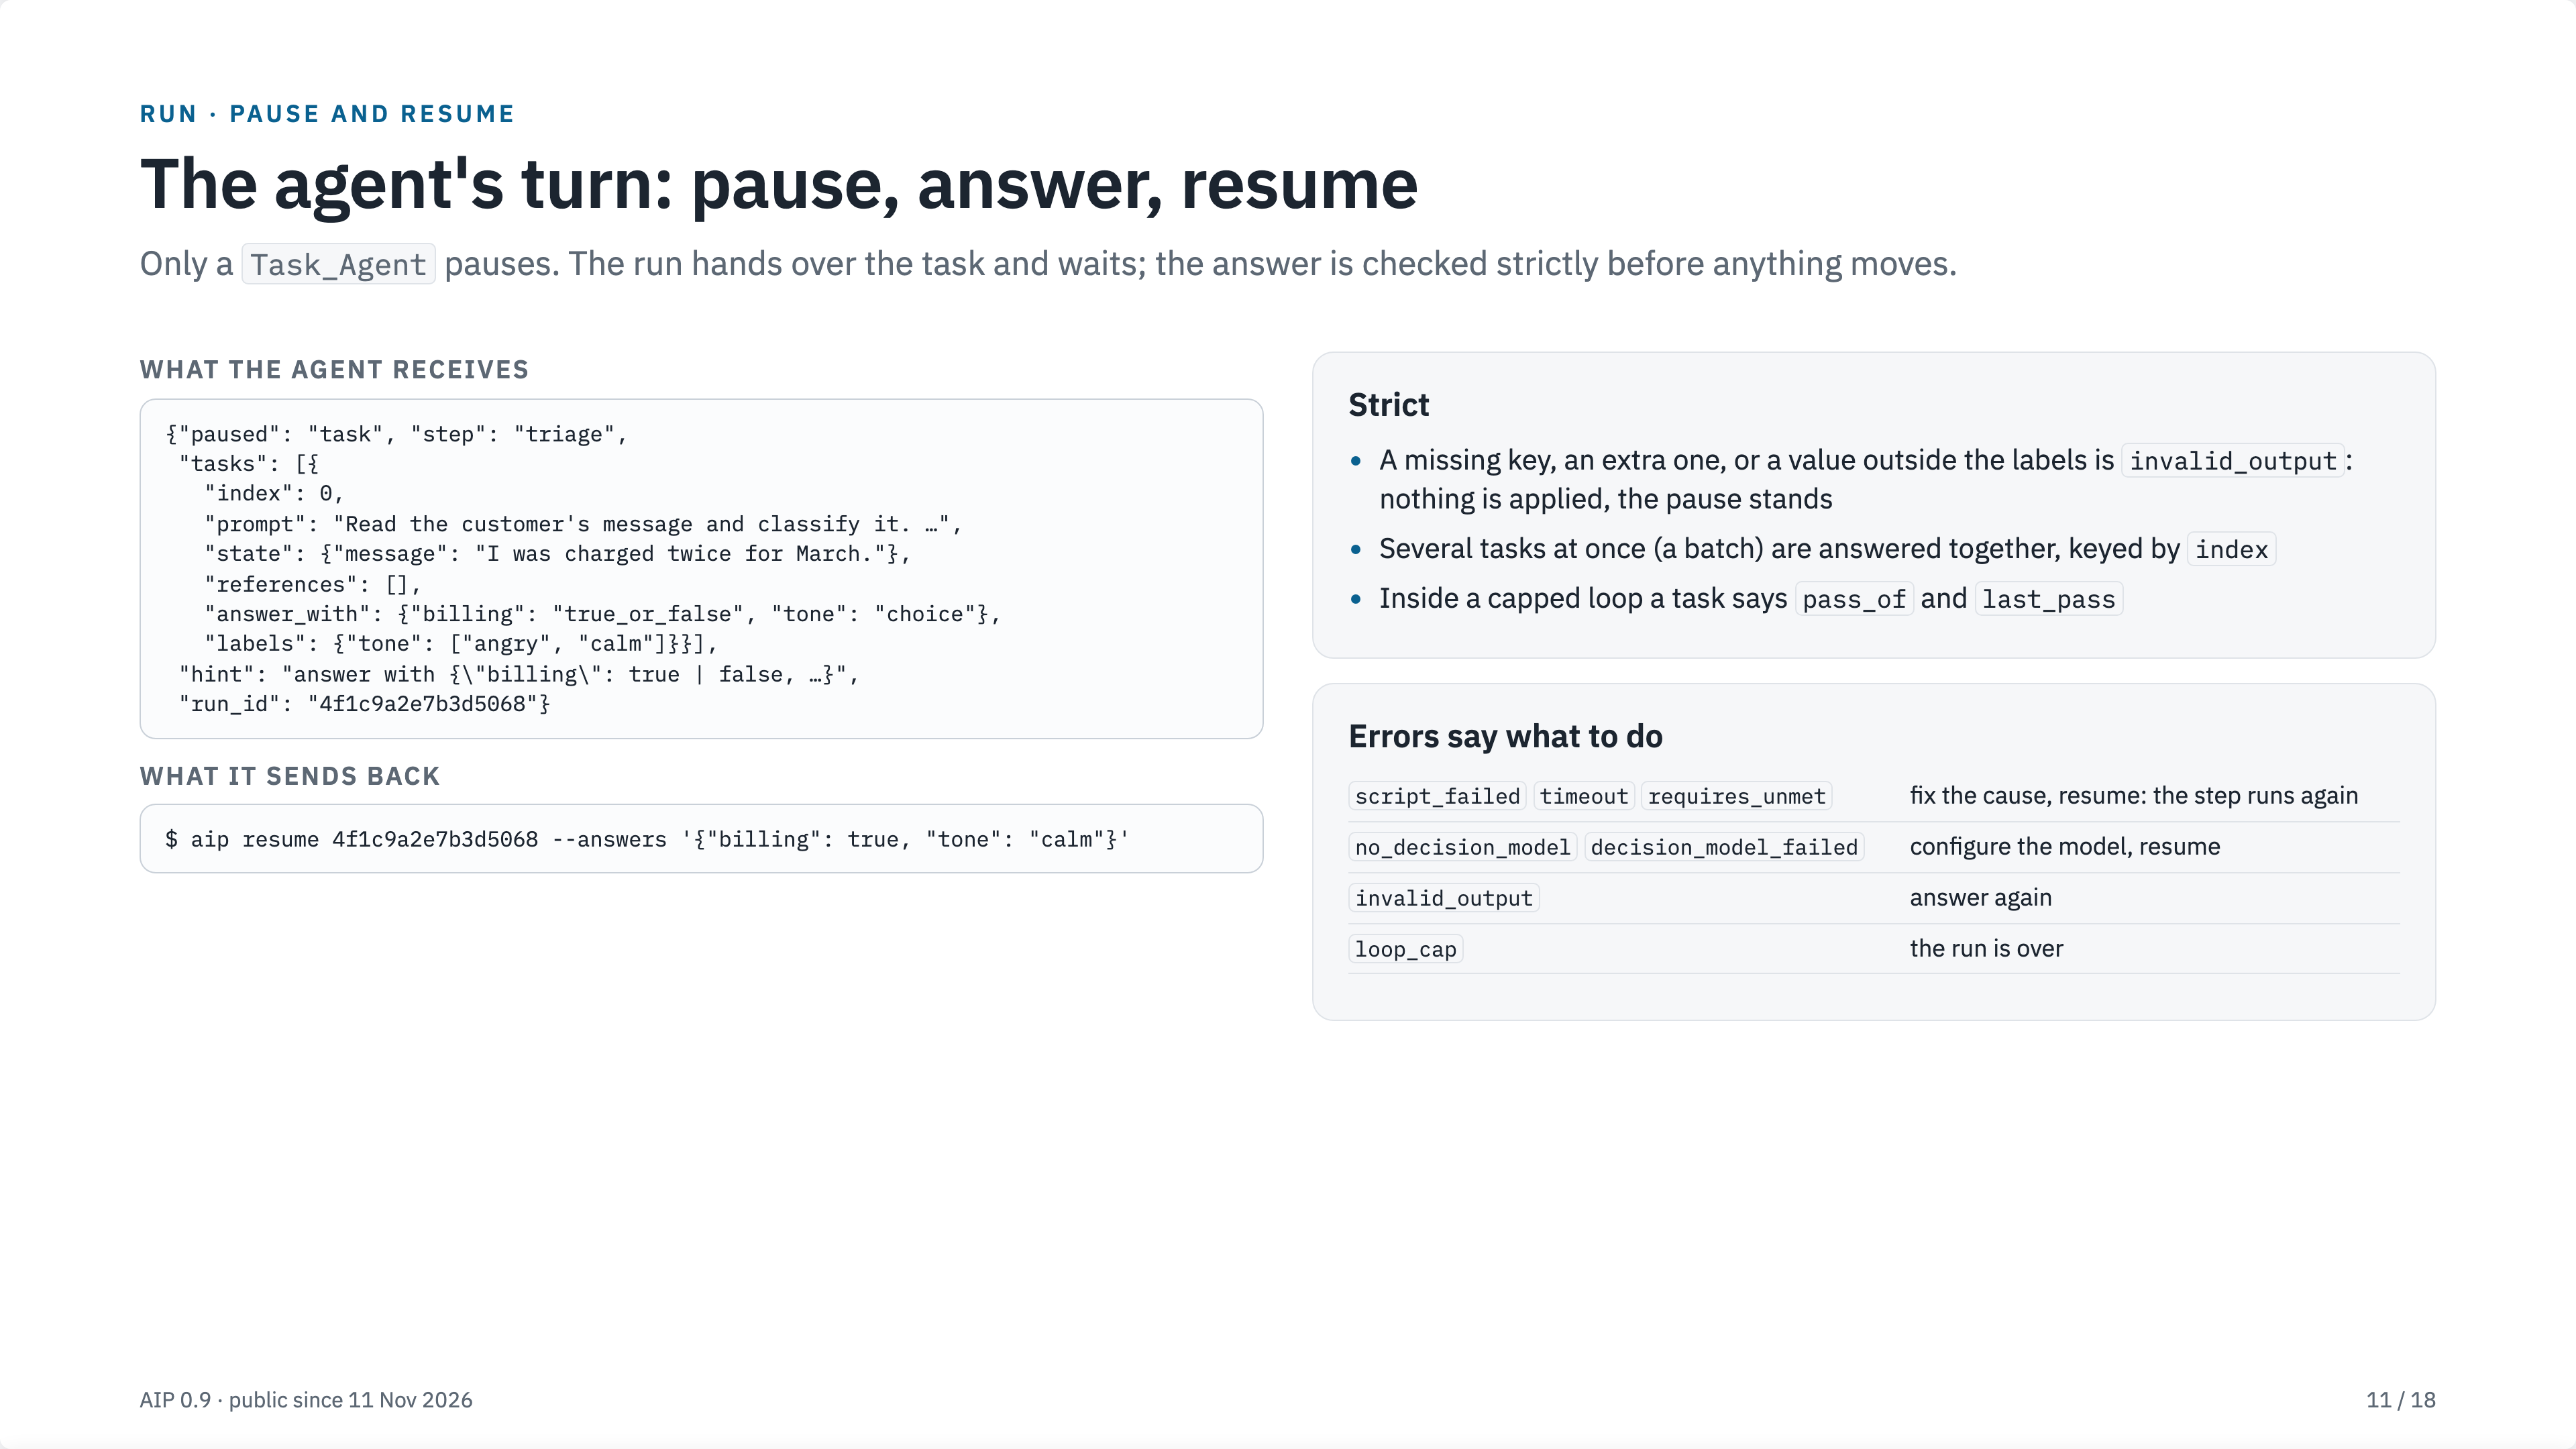 RUN · PAUSE AND RESUME
The agent's turn: pause, answer, resume
Only a Task_Agent pauses. The run hands over the task and waits; the answer is checked strictly before anything moves.
WHAT THE AGENT RECEIVES
{"paused": "task", "step": "triage",
 "tasks": [{
   "index": 0,
   "prompt": "Read the customer's message and classify it. …",
   "state": {"message": "I was charged twice for March."},
   "references": [],
   "answer_with": {"billing": "true_or_false", "tone": "choice"},
   "labels": {"tone": ["angry", "calm"]}}],
 "hint": "answer with {\"billing\": true | false, …}",
 "run_id": "4f1c9a2e7b3d5068"}
WHAT IT SENDS BACK
$ aip resume 4f1c9a2e7b3d5068 --answers '{"billing": true, "tone": "calm"}'
Strict
• A missing key, an extra one, or a value outside the labels is invalid_output:
nothing is applied, the pause stands
• Several tasks at once (a batch) are answered together, keyed by index
• Inside a capped loop a task says pass_of and last_pass
Errors say what to do
script_failed timeout requires_unmet fix the cause, resume: the step runs again
no_decision_model decision_model_failed configure the model, resume
invalid_output answer again
loop_cap the run is over
AIP 0.9 · public since 11 Nov 2026
11 / 18